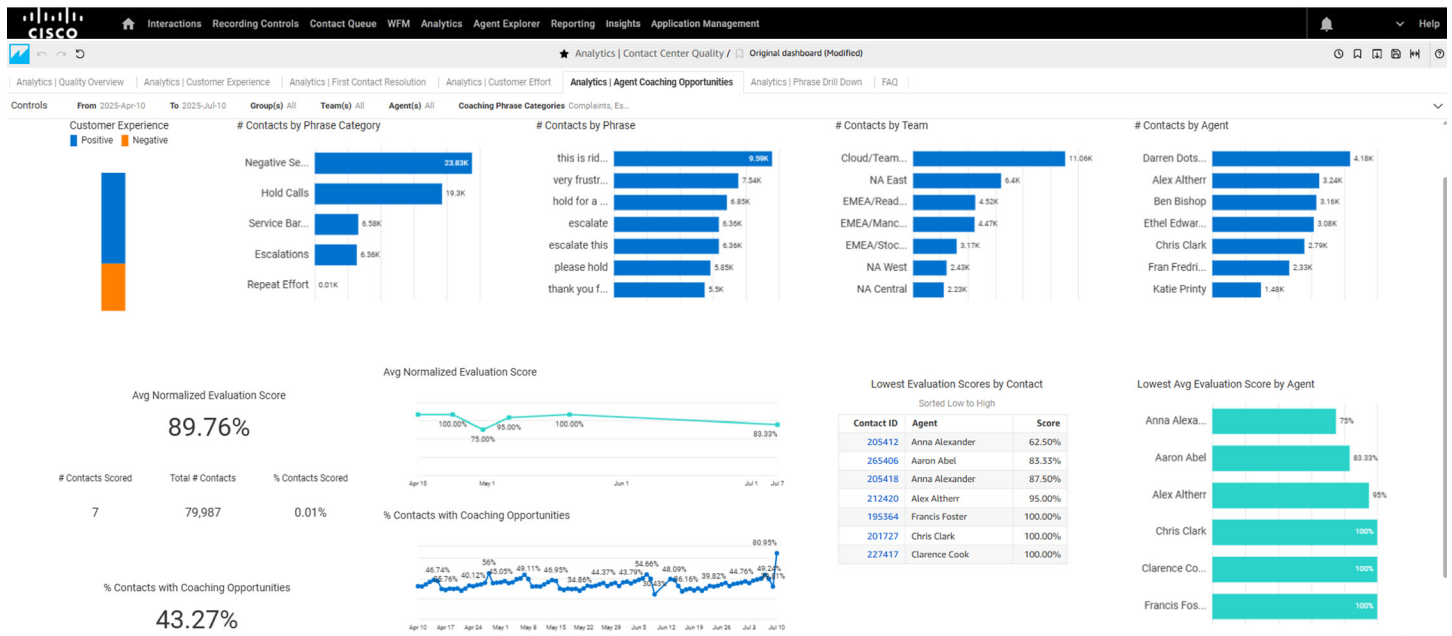 CISCO
Interactions Recording Controls Contact Queue WFM Analytics Agent Explorer Reporting Insights Application Management Help
Analytics | Contact Center Quality / Original dashboard (Modified)
Analytics | Quality Overview Analytics | Customer Experience Analytics | First Contact Resolution Analytics | Customer Effort Analytics | Agent Coaching Opportunities Analytics | Phrase Drill Down FAQ
Controls From 2025-Apr-10 To 2025-Jul-10 Group(s) All Team(s) All Agent(s) All Coaching Phrase Categories Complaints, Es...
Customer Experience
Positive Negative
# Contacts by Phrase Category
Negative Se... 23.83K
Hold Calls 19.3K
Service Bar... 6.58K
Escalations 6.36K
Repeat Effort 0.01K
# Contacts by Phrase
this is rid... 9.59K
very frustr... 7.54K
hold for a ... 6.85K
escalate 6.36K
escalate this 6.36K
please hold 5.85K
thank you f... 5.5K
# Contacts by Team
Cloud/Team... 11.06K
NA East 6.4K
EMEA/Read... 4.52K
EMEA/Manc... 4.47K
EMEA/Stoc... 3.17K
NA West 2.43K
NA Central 2.23K
# Contacts by Agent
Darren Dots... 4.18K
Alex Altherr 3.24K
Ben Bishop 3.16K
Ethel Edwar... 3.08K
Chris Clark 2.79K
Fran Fredri... 2.33K
Katie Printy 1.48K
Avg Normalized Evaluation Score
89.76%
# Contacts Scored Total # Contacts % Contacts Scored
7 79,987 0.01%
% Contacts with Coaching Opportunities
43.27%
Avg Normalized Evaluation Score
100.00% 75.00% 95.00% 100.00% 83.33%
Apr 15 May 1 Jun 1 Jul 1 Jul 7
% Contacts with Coaching Opportunities
80.95%
46.74% 40.12% 56% 45.05% 49.11% 46.95% 34.86% 44.37% 43.79% 54.66% 30.43% 48.09% 39.82% 44.76% 49.24%
Apr 10 Apr 17 Apr 24 May 1 May 8 May 15 May 22 May 29 Jun 5 Jun 12 Jun 19 Jun 26 Jul 3 Jul 10
Lowest Evaluation Scores by Contact
Sorted Low to High
Contact ID Agent Score
205412 Anna Alexander 62.50%
265406 Aaron Abel 83.33%
205418 Anna Alexander 87.50%
212420 Alex Altherr 95.00%
195364 Francis Foster 100.00%
201727 Chris Clark 100.00%
227417 Clarence Cook 100.00%
Lowest Avg Evaluation Score by Agent
Anna Alexa... 75%
Aaron Abel 83.33%
Alex Altherr 95%
Chris Clark 100%
Clarence Co... 100%
Francis Fos... 100%